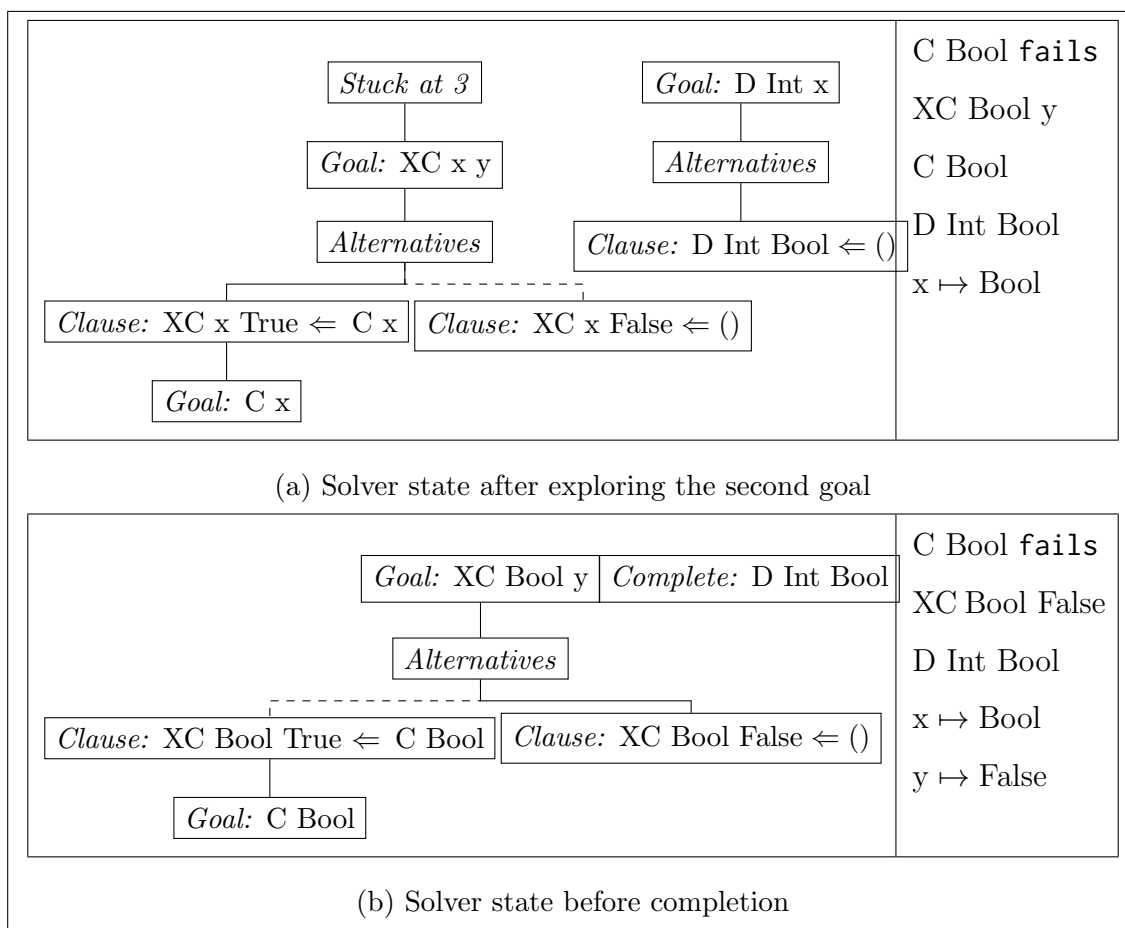 Stuck at 3
Goal: D Int x
Goal: XC x y
Alternatives
Alternatives
Clause: D Int Bool ⇐ ()
Clause: XC x True ⇐ C x
Clause: XC x False ⇐ ()
Goal: C x
C Bool fails
XC Bool y
C Bool
D Int Bool
x ↦ Bool
(a) Solver state after exploring the second goal
Goal: XC Bool y
Complete: D Int Bool
Alternatives
Clause: XC Bool True ⇐ C Bool
Clause: XC Bool False ⇐ ()
Goal: C Bool
C Bool fails
XC Bool False
D Int Bool
x ↦ Bool
y ↦ False
(b) Solver state before completion